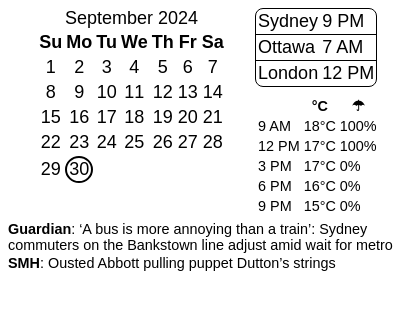 September 2024
Su Mo Tu We Th Fr Sa
1 2 3 4 5 6 7
8 9 10 11 12 13 14
15 16 17 18 19 20 21
22 23 24 25 26 27 28
29 30
Sydney 9 PM
Ottawa 7 AM
London 12 PM
°C ☂
9 AM 18°C 100%
12 PM 17°C 100%
3 PM 17°C 0%
6 PM 16°C 0%
9 PM 15°C 0%
Guardian: ‘A bus is more annoying than a train’: Sydney
commuters on the Bankstown line adjust amid wait for metro
SMH: Ousted Abbott pulling puppet Dutton’s strings